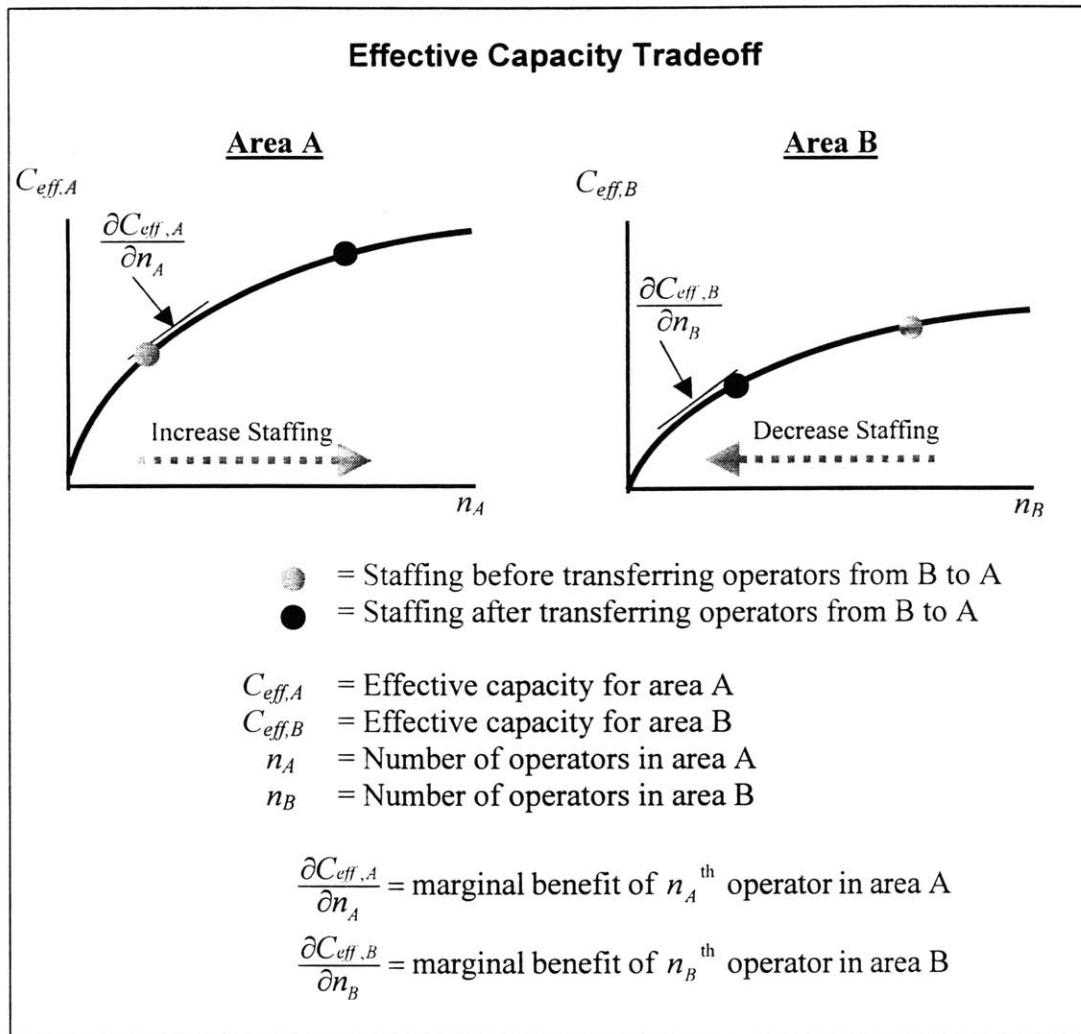 Effective Capacity Tradeoff
Area A
C_eff,A
∂C_eff,A
∂n_A
Increase Staffing
n_A
Area B
C_eff,B
∂C_eff,B
∂n_B
Decrease Staffing
n_B
= Staffing before transferring operators from B to A
= Staffing after transferring operators from B to A
C_eff,A = Effective capacity for area A
C_eff,B = Effective capacity for area B
n_A = Number of operators in area A
n_B = Number of operators in area B
∂C_eff,A / ∂n_A = marginal benefit of n_A^th operator in area A
∂C_eff,B / ∂n_B = marginal benefit of n_B^th operator in area B